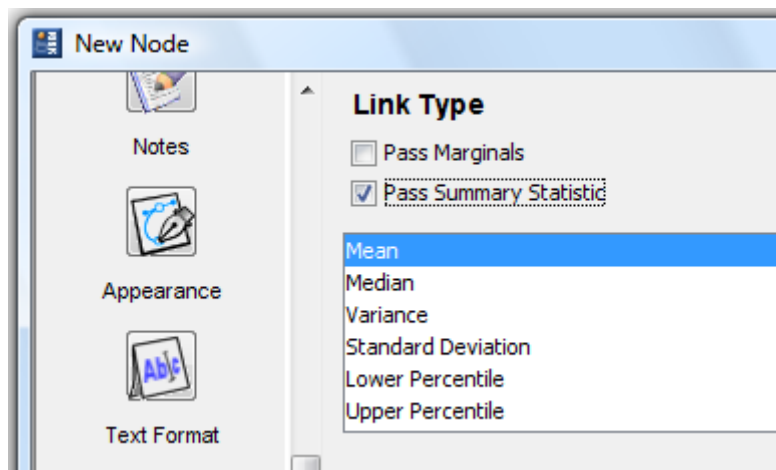 New Node
Notes
Appearance
Ab|c
Text Format
Link Type
Pass Marginals
Pass Summary Statistic
Mean
Median
Variance
Standard Deviation
Lower Percentile
Upper Percentile